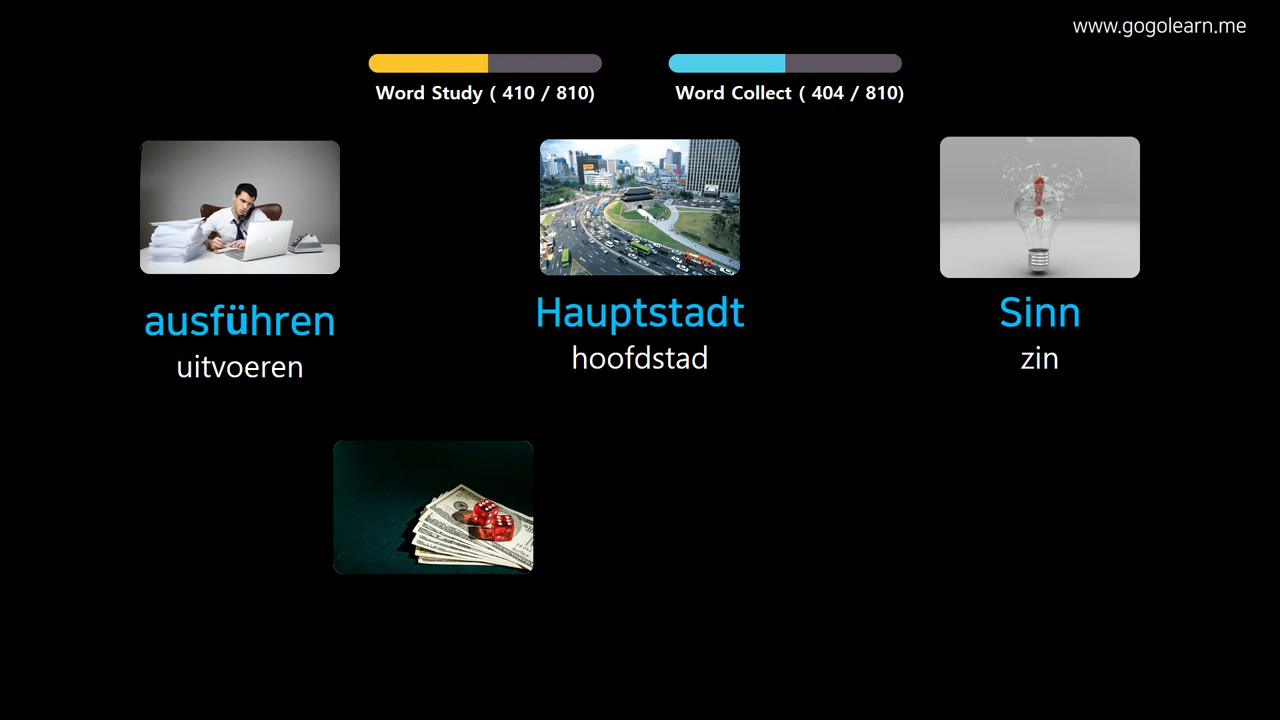 www.gogolearn.me
Word Study ( 410 / 810)
Word Collect ( 404 / 810)
ausführen
uitvoeren
Hauptstadt
hoofdstad
Sinn
zin